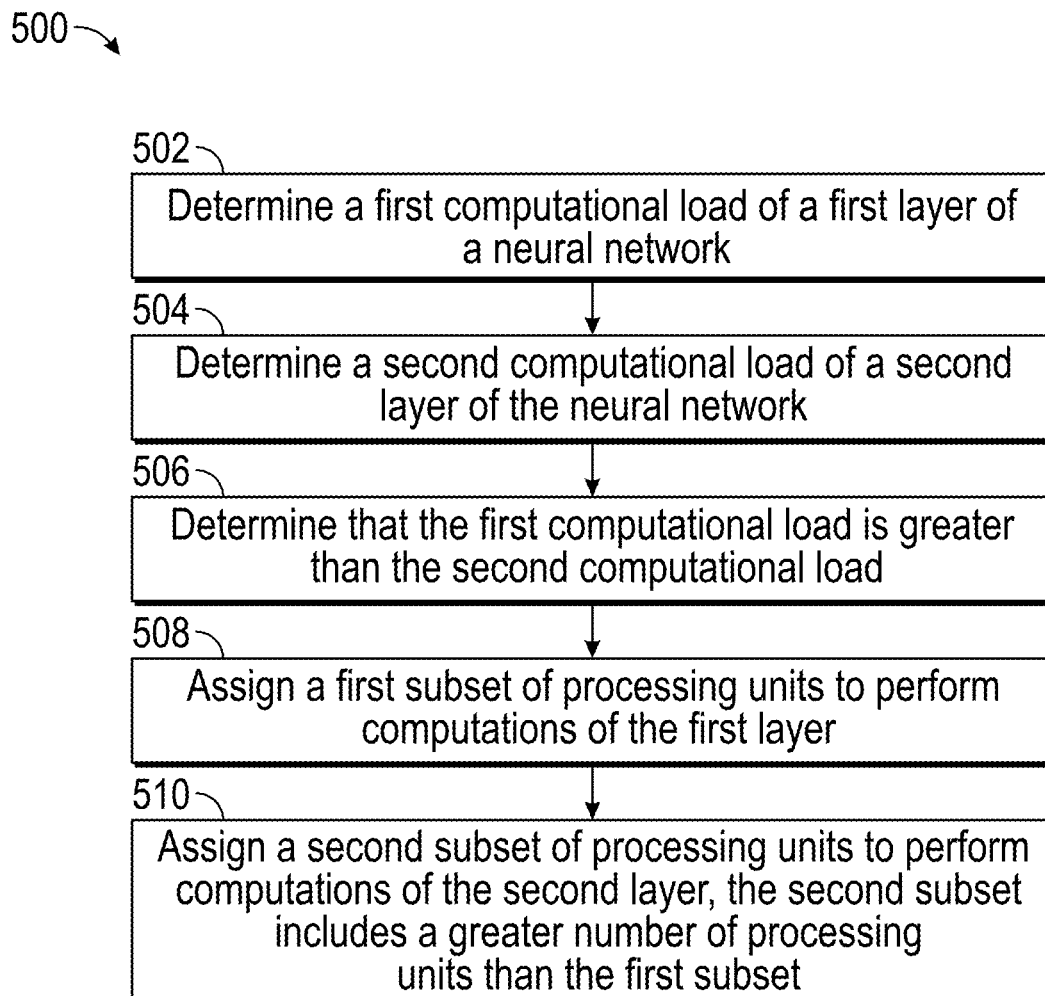 500
502
Determine a first computational load of a first layer of
a neural network
504
Determine a second computational load of a second
layer of the neural network
506
Determine that the first computational load is greater
than the second computational load
508
Assign a first subset of processing units to perform
computations of the first layer
510
Assign a second subset of processing units to perform
computations of the second layer, the second subset
includes a greater number of processing
units than the first subset